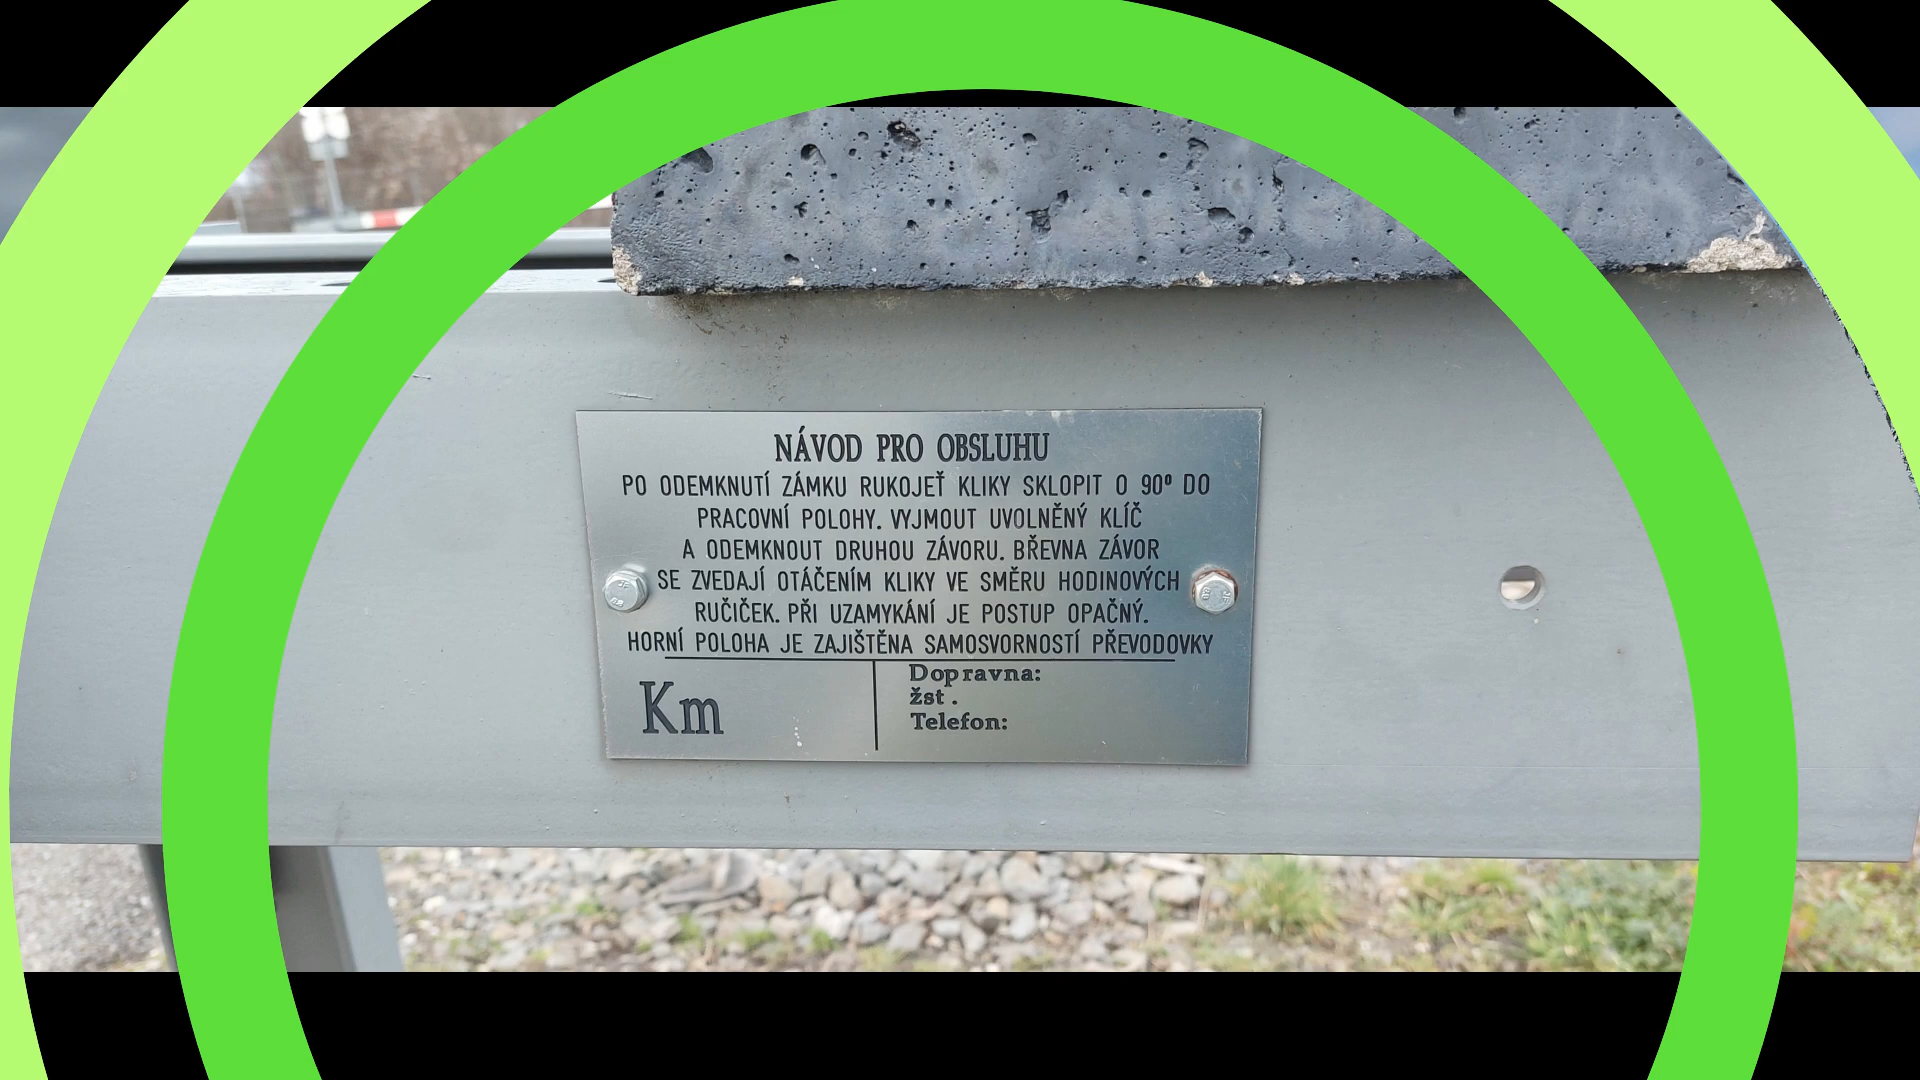 NÁVOD PRO OBSLUHU
PO ODEMKNUTÍ ZÁMKU RUKOJEŤ KLIKY SKLOPIT O 90º DO
PRACOVNÍ POLOHY. VYJMOUT UVOLNĚNÝ KLÍČ
A ODEMKNOUT DRUHOU ZÁVORU. BŘEVNA ZÁVOR
SE ZVEDAJÍ OTÁČENÍM KLIKY VE SMĚRU HODINOVÝCH
RUČIČEK. PŘI UZAMYKÁNÍ JE POSTUP OPAČNÝ.
HORNÍ POLOHA JE ZAJIŠTĚNA SAMOSVORNOSTÍ PŘEVODOVKY
Km
Dopravna:
žst.
Telefon: